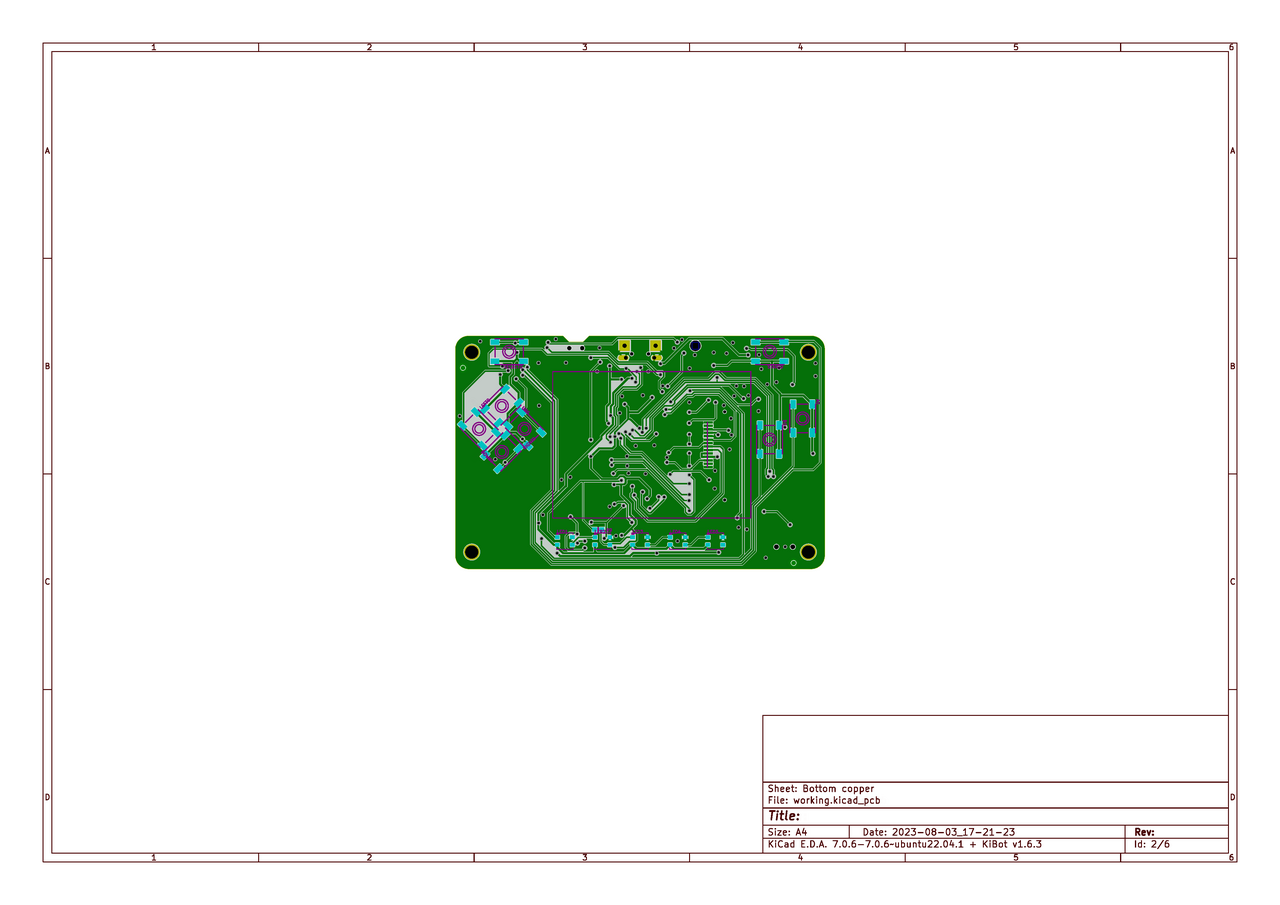 1 2 3 4 5 6
A A
B B
C C
D D
Sheet: Bottom copper
File: working.kicad_pcb
Title:
Size: A4 Date: 2023-08-03_17-21-23 Rev:
KiCad E.D.A. 7.0.6-7.0.6~ubuntu22.04.1 + KiBot v1.6.3 Id: 2/6
1 2 3 4 5 6